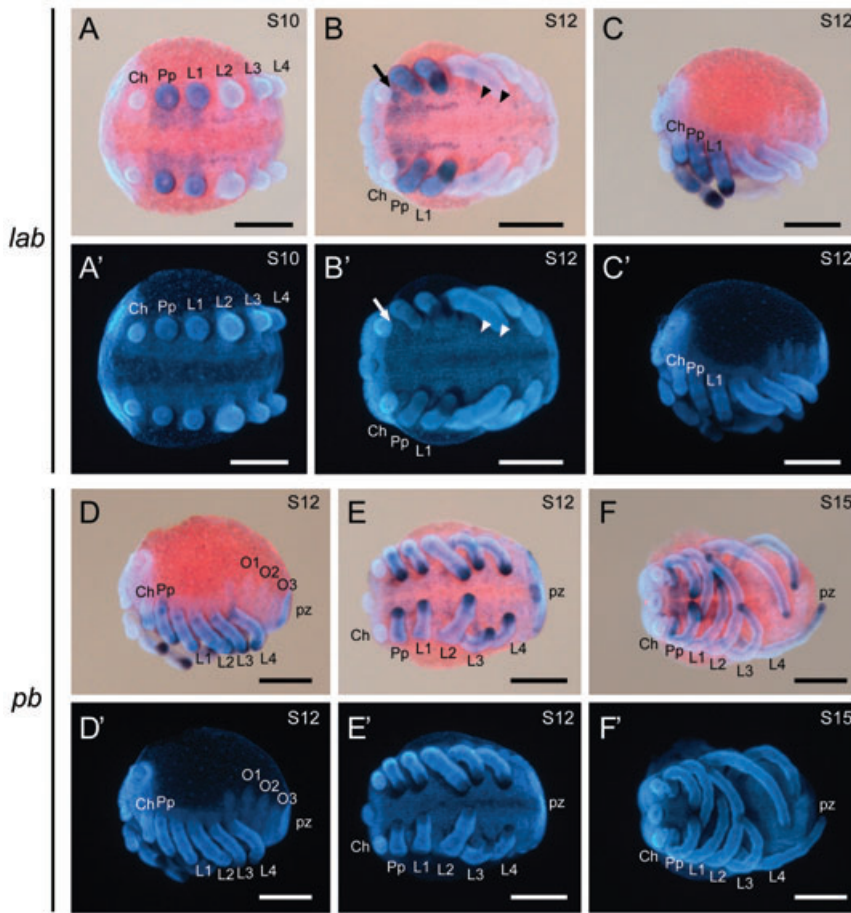 A S10
Ch Pp L1 L2 L3 L4
B S12
Ch Pp L1
C S12
Ch Pp L1
lab
A' S10
Ch Pp L1 L2 L3 L4
B' S12
Ch Pp L1
C' S12
Ch Pp L1
D S12
Ch Pp O1 O2 O3 pz
L1 L2 L3 L4
E S12
pz
Ch Pp L1 L2 L3 L4
F S15
pz
Ch Pp L1 L2 L3 L4
pb
D' S12
Ch Pp O1 O2 O3 pz
L1 L2 L3 L4
E' S12
pz
Ch Pp L1 L2 L3 L4
F' S15
pz
Ch Pp L1 L2 L3 L4